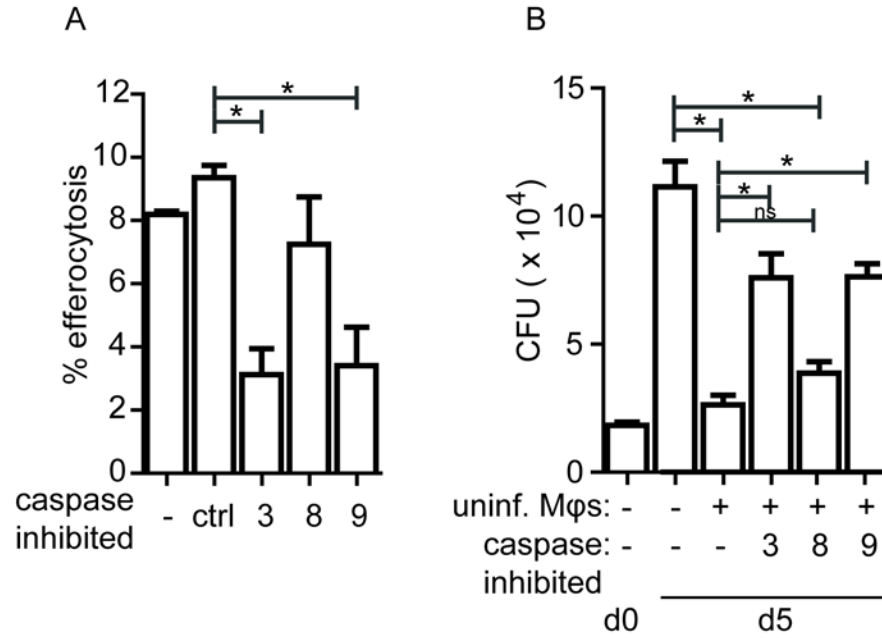 A
% efferocytosis
12
10
8
6
4
2
0
*
*
caspase
inhibited
- ctrl 3 8 9
B
CFU ( x 10⁴)
15
10
5
0
*
*
*
*
ns
uninf. Mφs: - - + + + +
caspase: - - - 3 8 9
inhibited
d0 d5